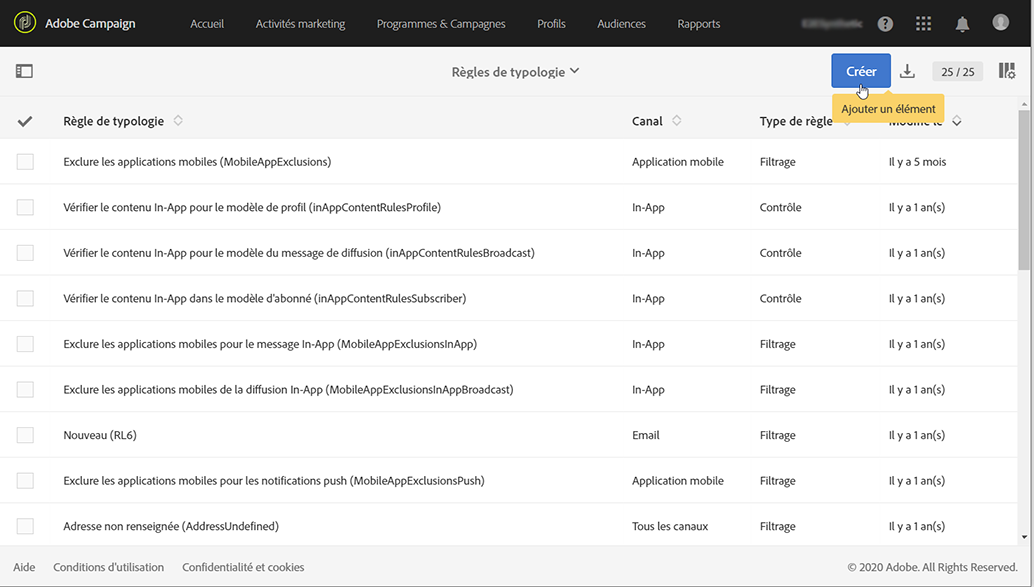 Adobe Campaign Accueil Activités marketing Programmes & Campagnes Profils Audiences Rapports ?
Règles de typologie Créer 25 / 25
Ajouter un élément
Règle de typologie Canal Type de règle Modifié le
Exclure les applications mobiles (MobileAppExclusions) Application mobile Filtrage Il y a 5 mois
Vérifier le contenu In-App pour le modèle de profil (inAppContentRulesProfile) In-App Contrôle Il y a 1 an(s)
Vérifier le contenu In-App pour le modèle du message de diffusion (inAppContentRulesBroadcast) In-App Contrôle Il y a 1 an(s)
Vérifier le contenu In-App dans le modèle d'abonné (inAppContentRulesSubscriber) In-App Contrôle Il y a 1 an(s)
Exclure les applications mobiles pour le message In-App (MobileAppExclusionsInApp) In-App Filtrage Il y a 1 an(s)
Exclure les applications mobiles de la diffusion In-App (MobileAppExclusionsInAppBroadcast) In-App Filtrage Il y a 1 an(s)
Nouveau (RL6) Email Filtrage Il y a 1 an(s)
Exclure les applications mobiles pour les notifications push (MobileAppExclusionsPush) Application mobile Filtrage Il y a 1 an(s)
Adresse non renseignée (AddressUndefined) Tous les canaux Filtrage Il y a 1 an(s)
Aide Conditions d'utilisation Confidentialité et cookies © 2020 Adobe. All Rights Reserved.